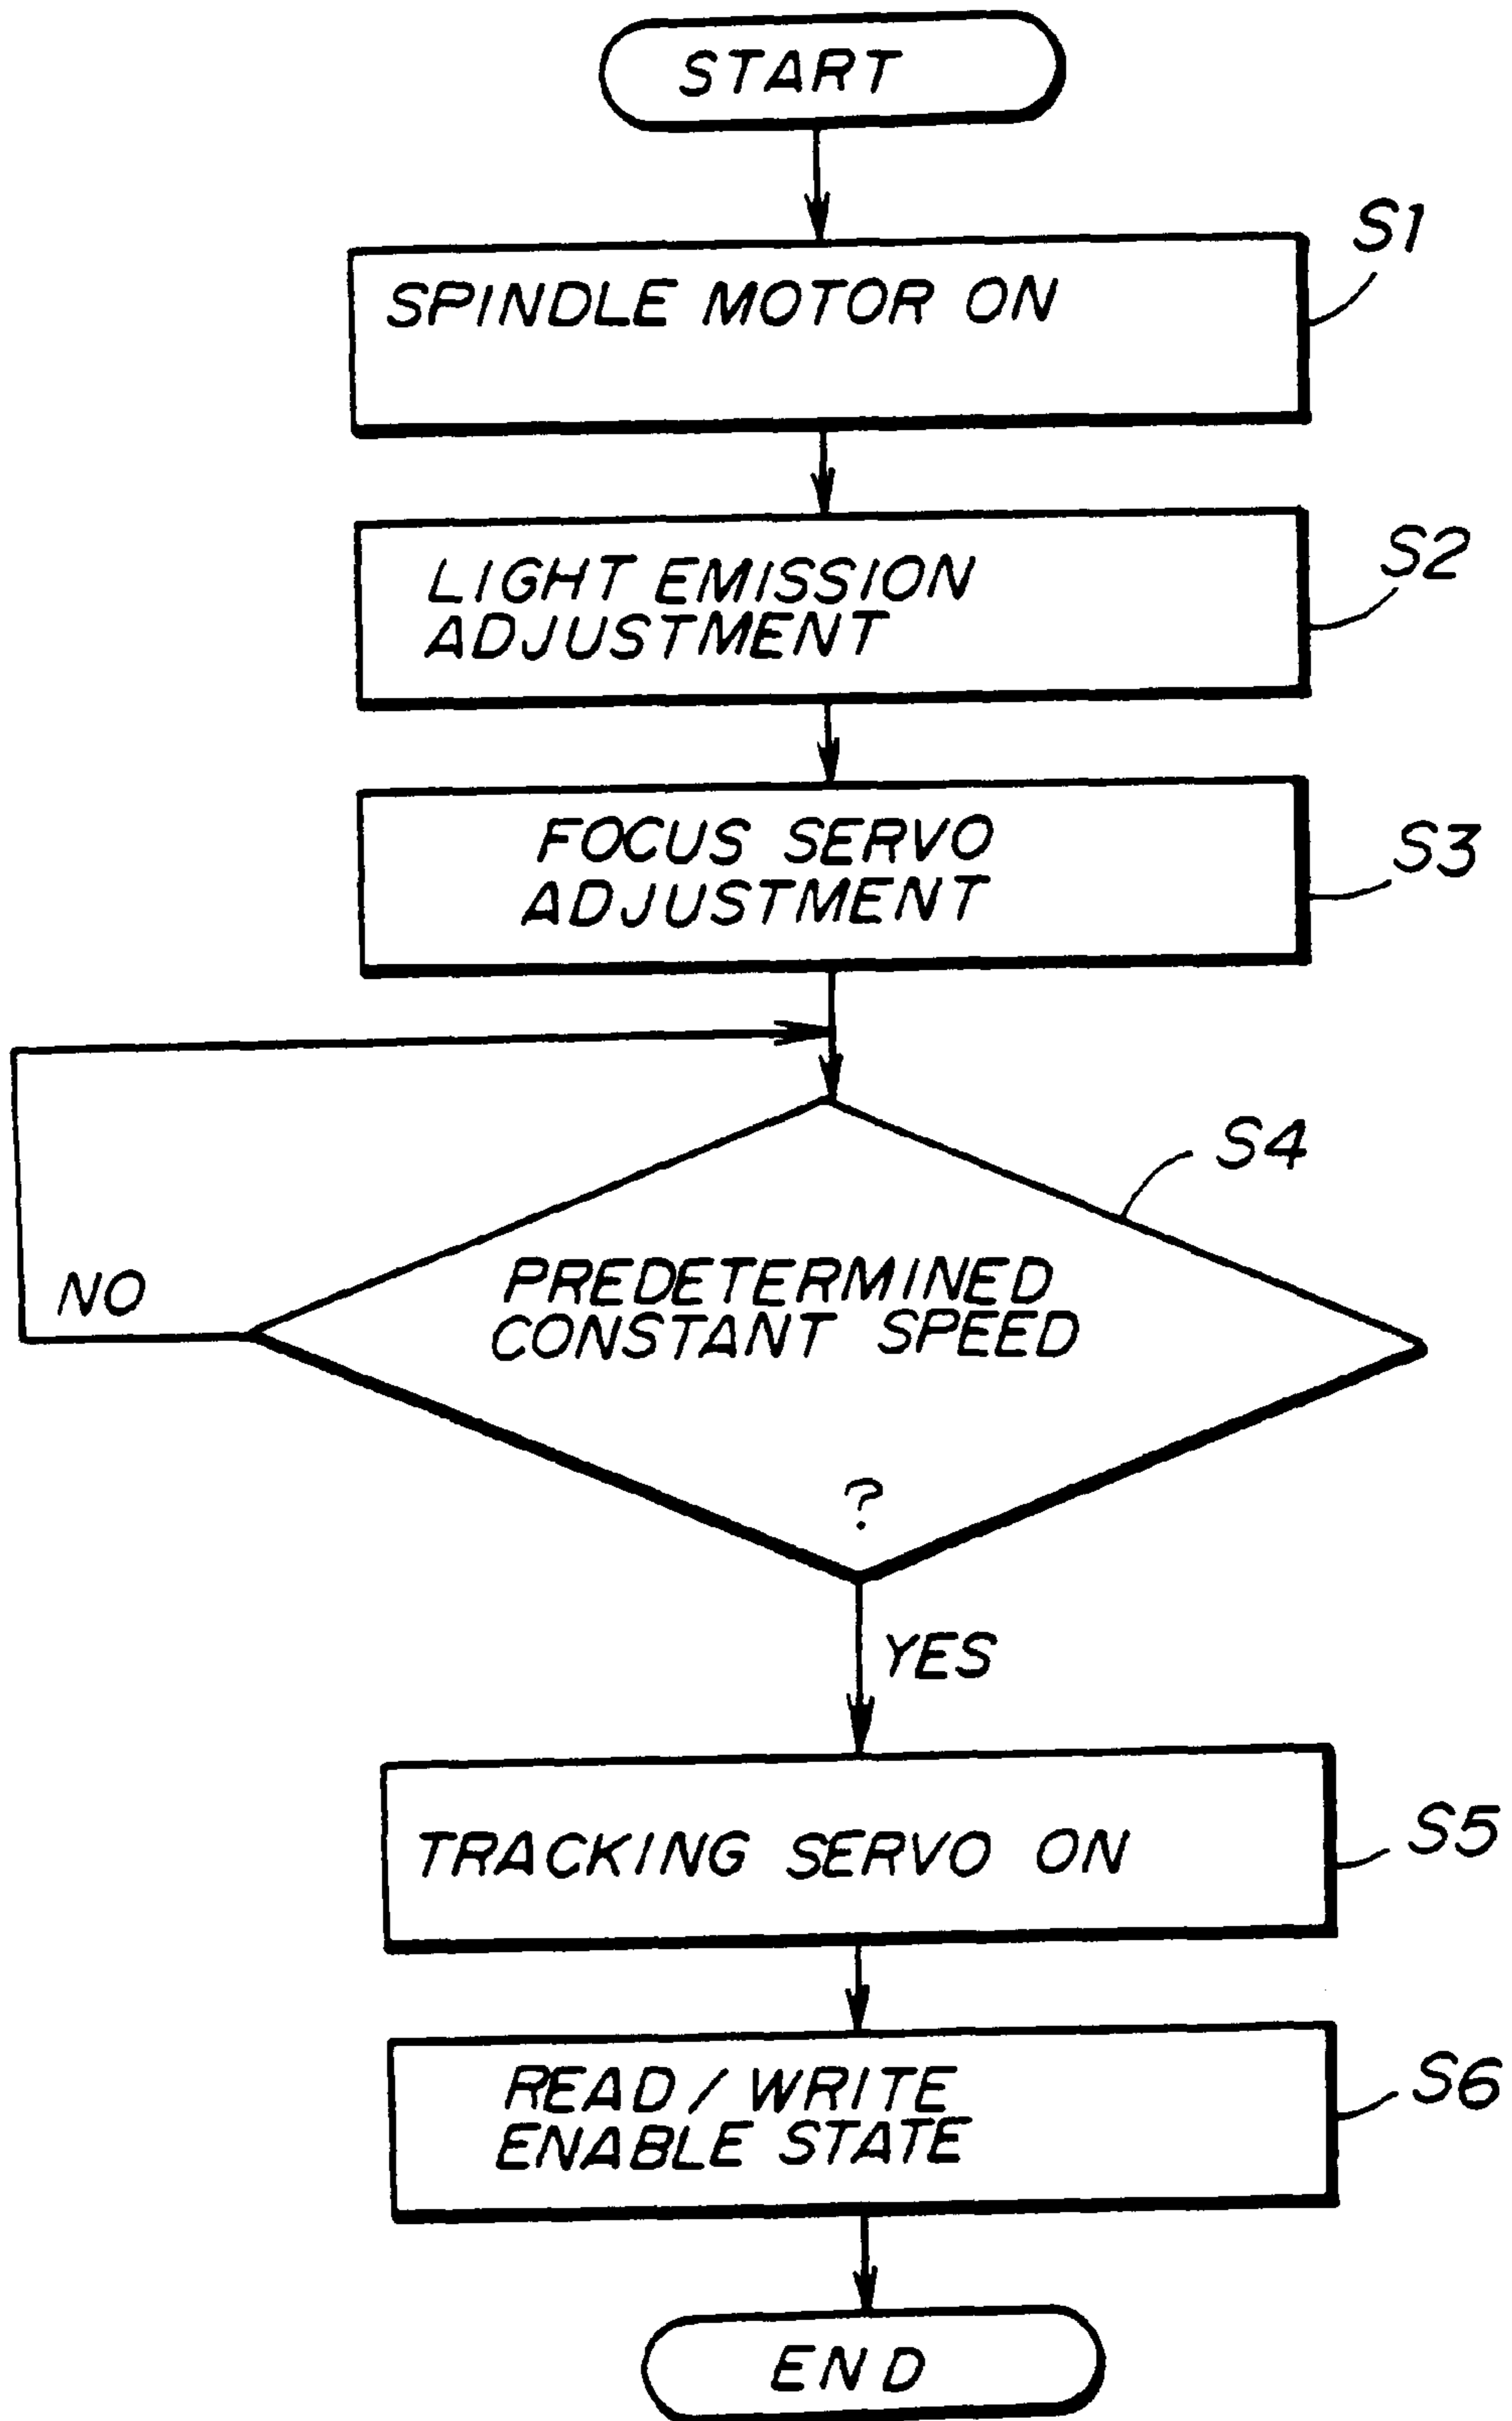 START
S1
SPINDLE MOTOR ON
S2
LIGHT EMISSION
ADJUSTMENT
S3
FOCUS SERVO
ADJUSTMENT
S4
NO
PREDETERMINED
CONSTANT SPEED
?
YES
S5
TRACKING SERVO ON
S6
READ/WRITE
ENABLE STATE
END